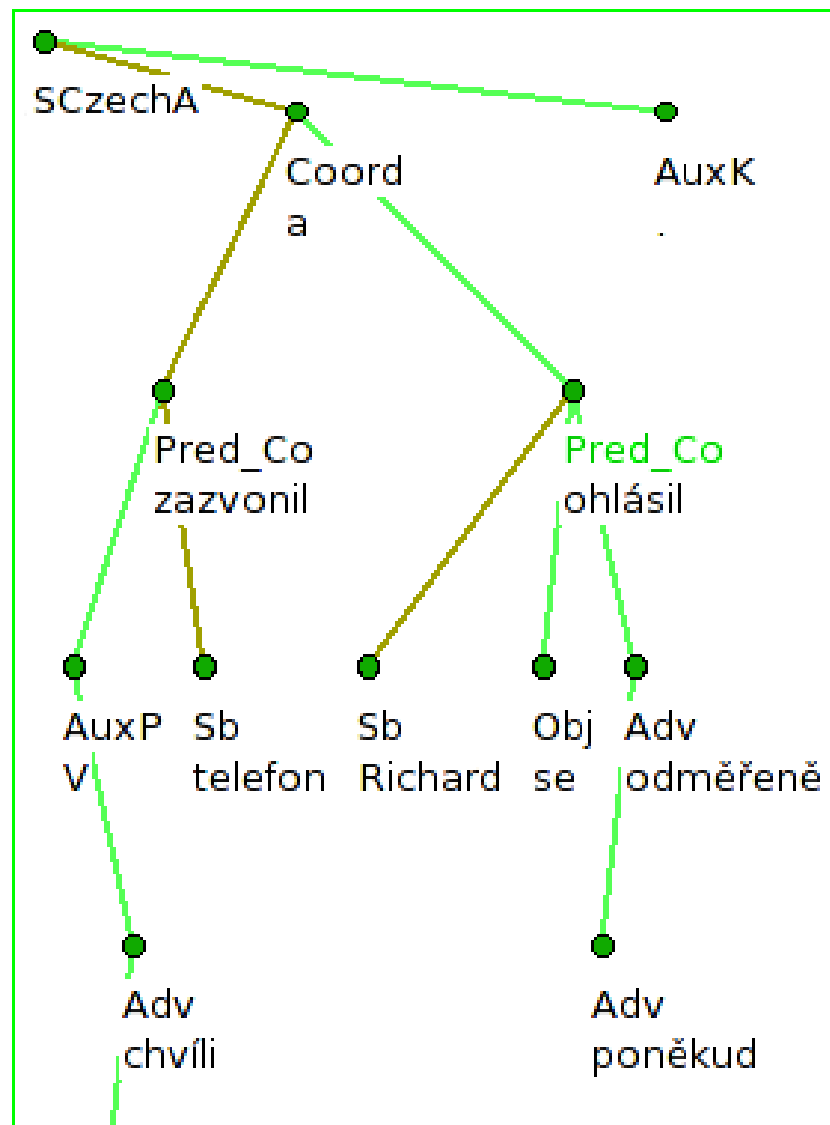 SCzechA
Coord AuxK
a .
Pred_Co Pred_Co
zazvonil ohlásil
AuxP Sb Sb Obj Adv
V telefon Richard se odměřeně
Adv Adv
chvíli poněkud